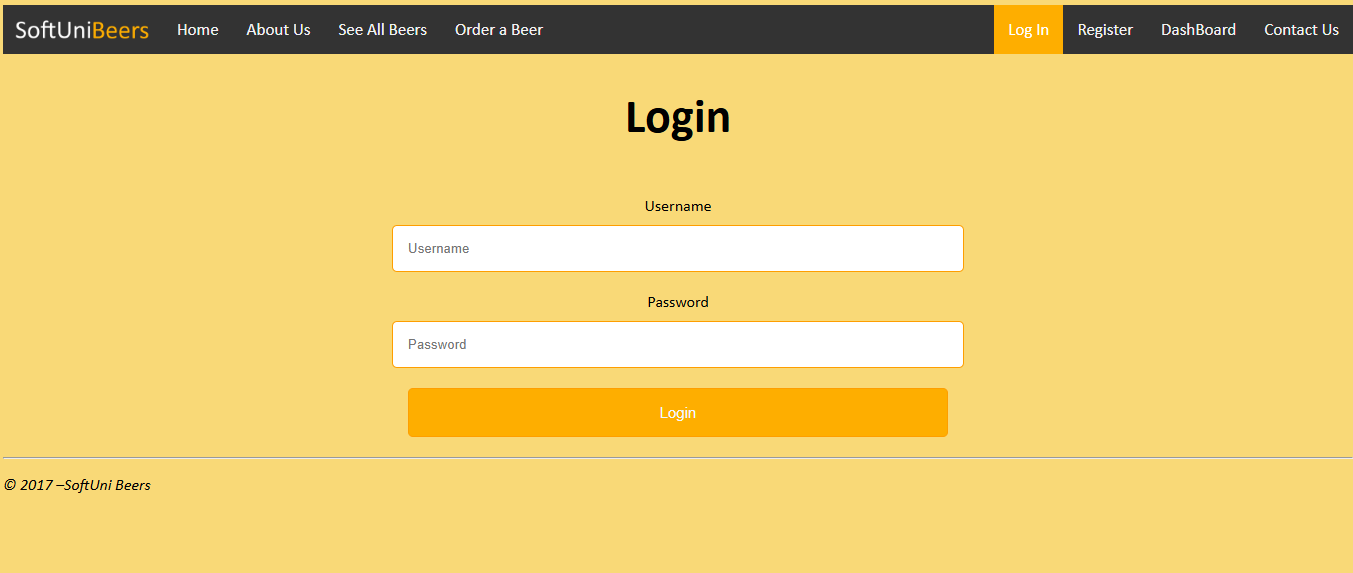 SoftUniBeers Home About Us See All Beers Order a Beer Log In Register DashBoard Contact Us
Login
Username
Username
Password
Password
Login
© 2017 –SoftUni Beers